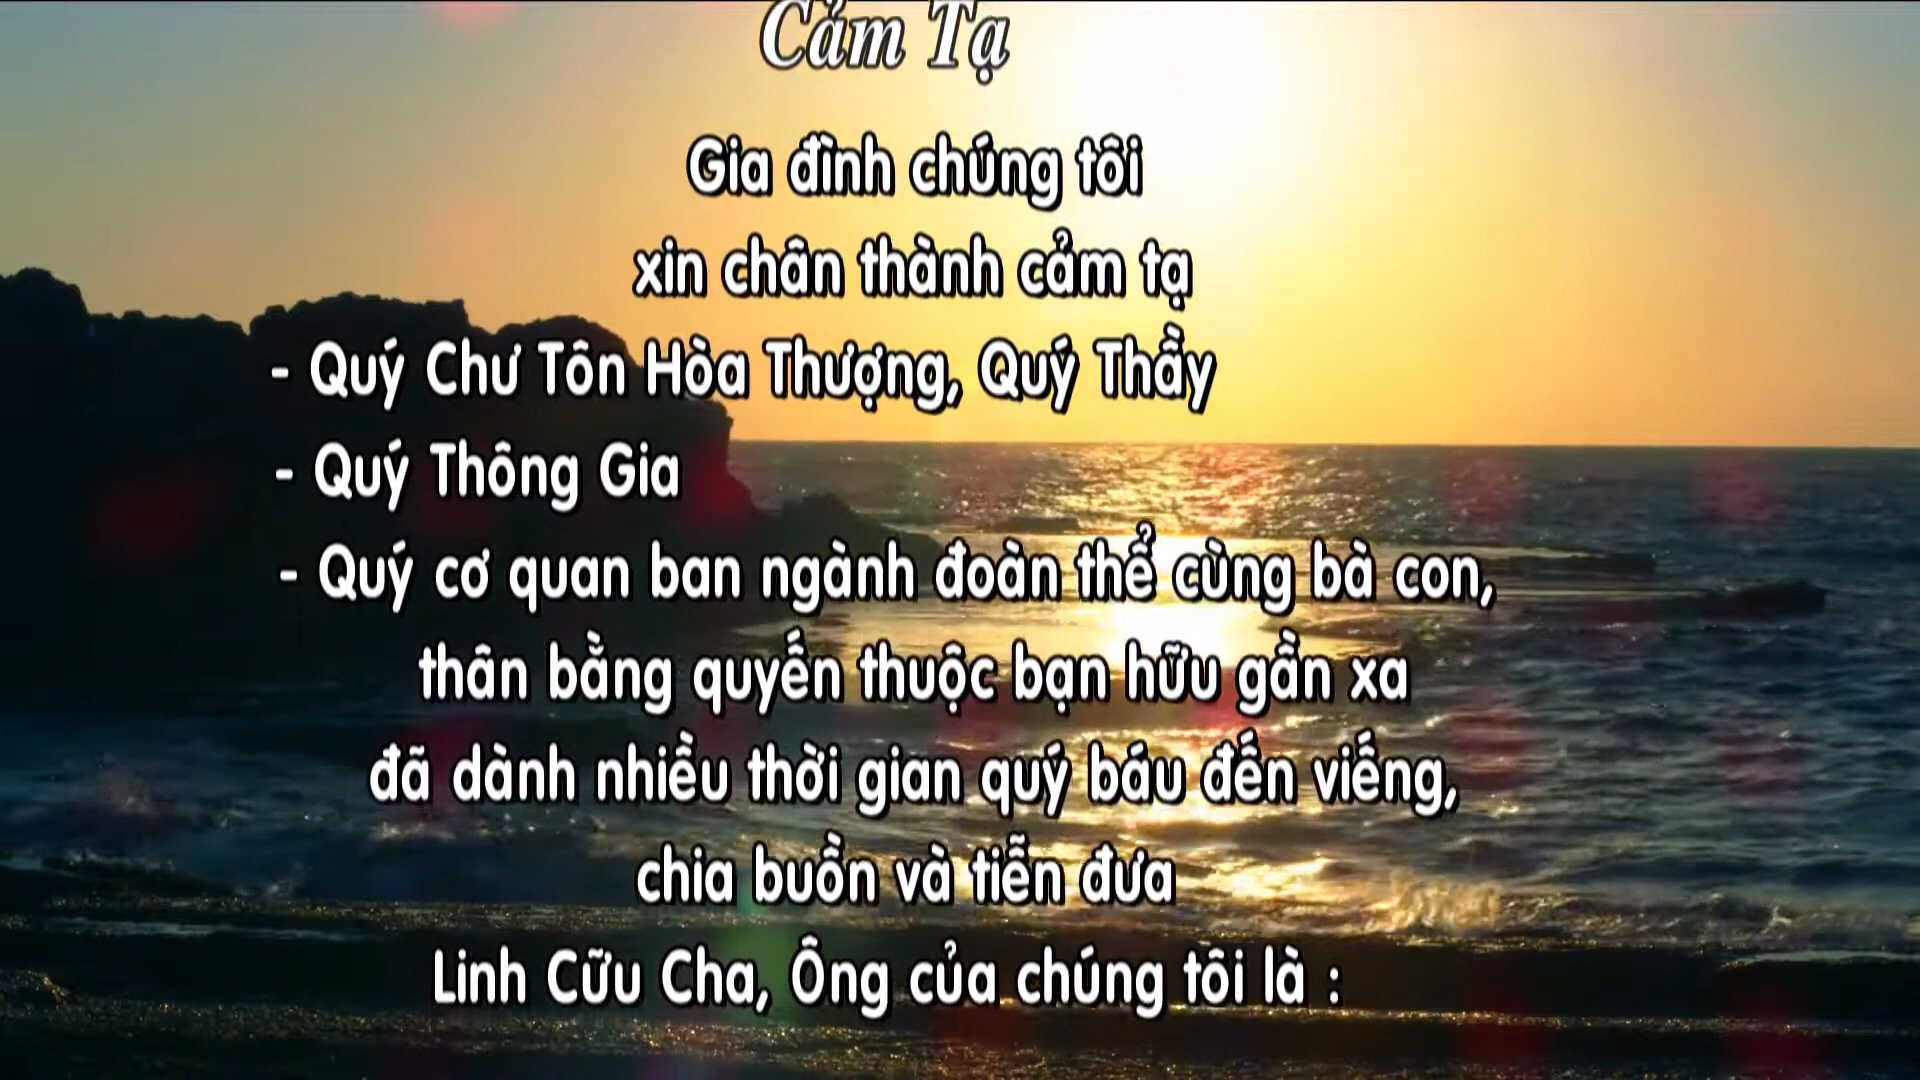 Cảm Tạ
Gia đình chúng tôi
xin chân thành cảm tạ
- Quý Chư Tôn Hòa Thượng, Quý Thầy
- Quý Thông Gia
- Quý cơ quan ban ngành đoàn thể cùng bà con,
thân bằng quyến thuộc bạn hữu gần xa
đã dành nhiều thời gian quý báu đến viếng,
chia buồn và tiễn đưa
Linh Cữu Cha, Ông của chúng tôi là :